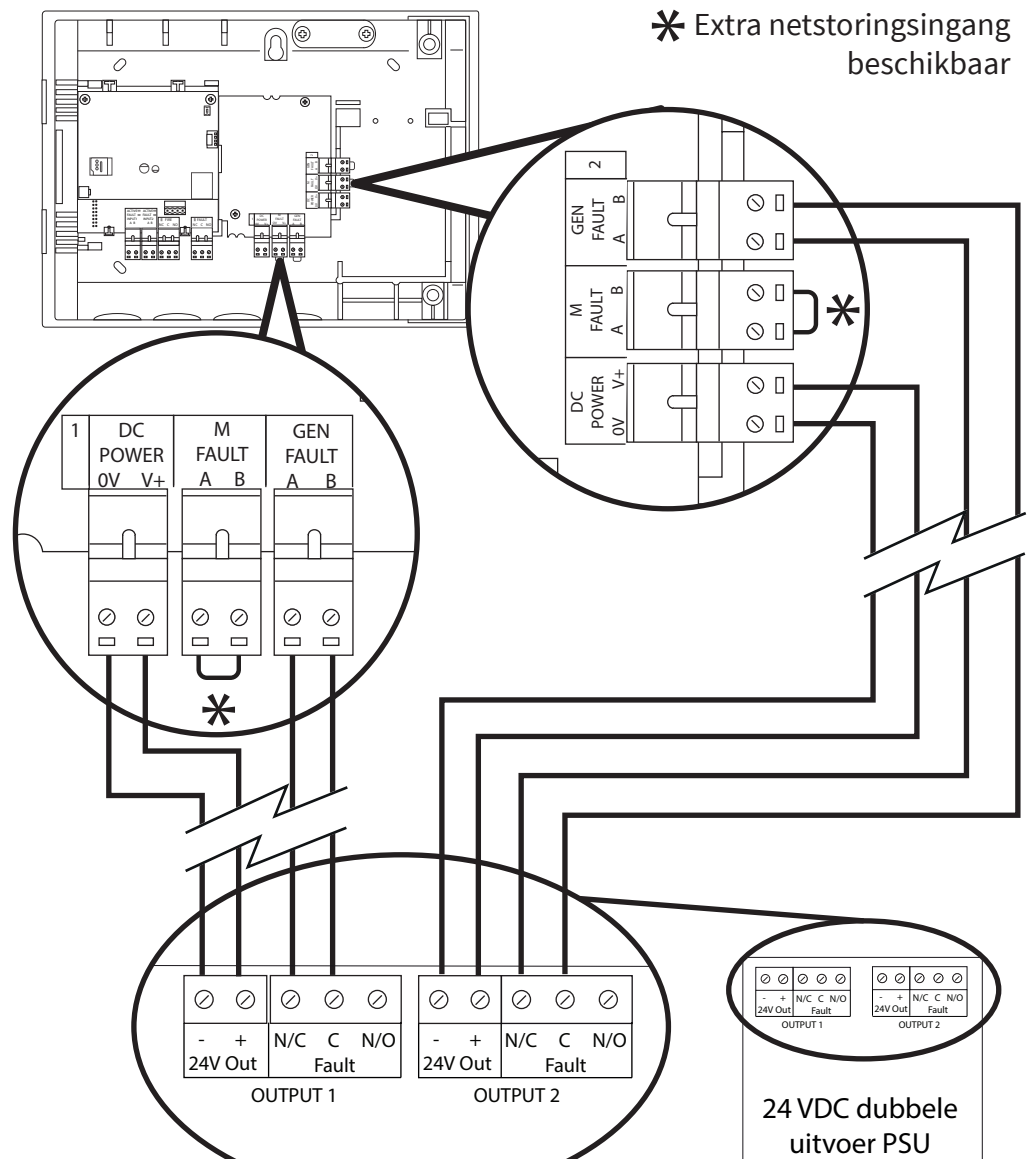 * Extra netstoringsingang
beschikbaar
2
GEN
FAULT
A B
M
FAULT
A B
DC
POWER
0V V+
1
DC
POWER
0V V+
M
FAULT
A B
GEN
FAULT
A B
*
*
- +
24V Out
N/C C N/O
Fault
OUTPUT 1
- +
24V Out
N/C C N/O
Fault
OUTPUT 2
- +
24V Out
N/C C N/O
Fault
OUTPUT 1
- +
24V Out
N/C C N/O
Fault
OUTPUT 2
24 VDC dubbele
uitvoer PSU